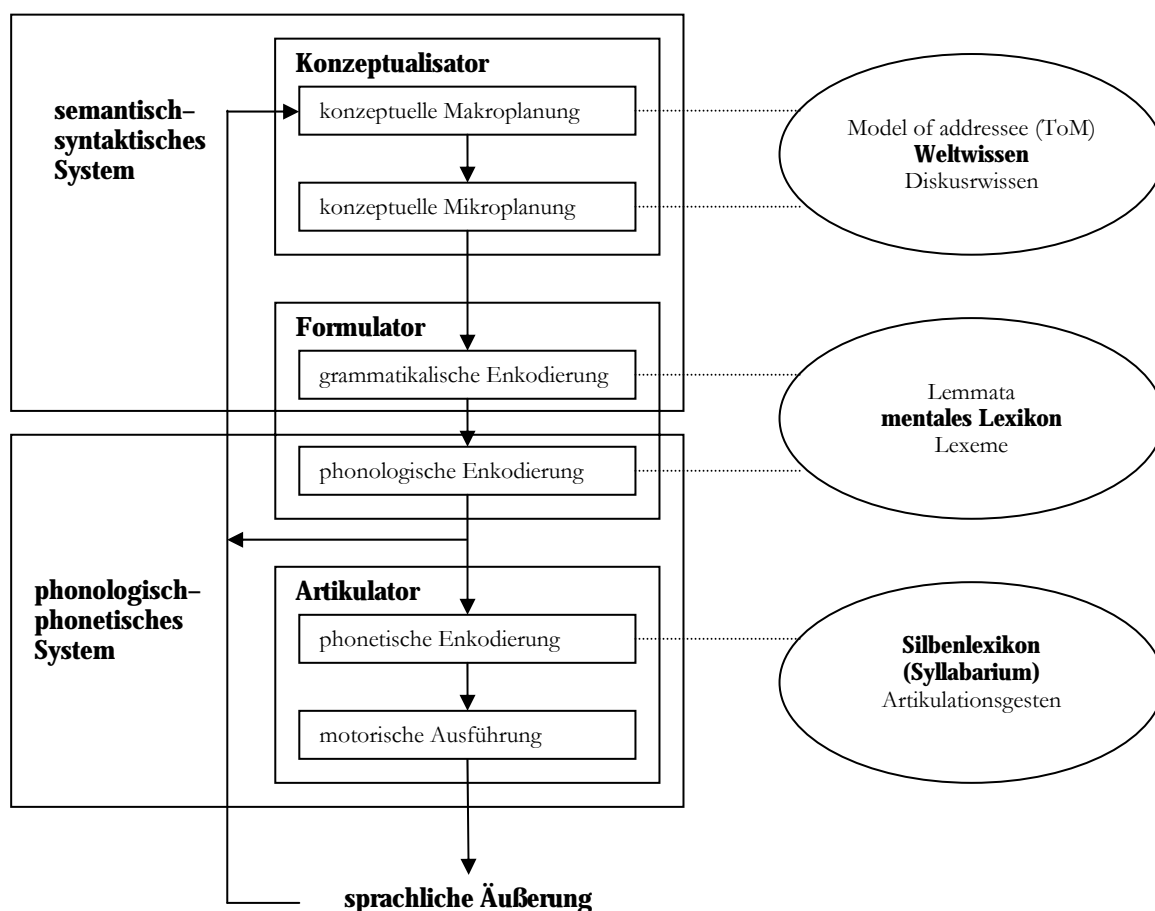 Konzeptualisator
semantisch–
syntaktisches
System
konzeptuelle Makroplanung
konzeptuelle Mikroplanung
Model of addressee (ToM)
Weltwissen
Diskusrwissen
Formulator
grammatikalische Enkodierung
phonologische Enkodierung
Lemmata
mentales Lexikon
Lexeme
phonologisch–
phonetisches
System
Artikulator
phonetische Enkodierung
motorische Ausführung
Silbenlexikon
(Syllabarium)
Artikulationsgesten
sprachliche Äußerung